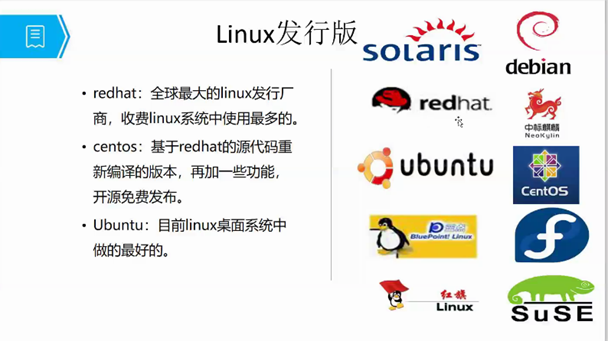 Linux发行版
• redhat：全球最大的linux发行厂
商，收费linux系统中使用最多的。
• centos：基于redhat的源代码重
新编译的版本，再加一些功能，
开源免费发布。
• Ubuntu：目前linux桌面系统中
做的最好的。
solaris
debian
redhat.
中标麒麟
NeoKylin
ubuntu
CentOS
蓝点
BluePoint! Linux
f
红旗
Linux
SuSE